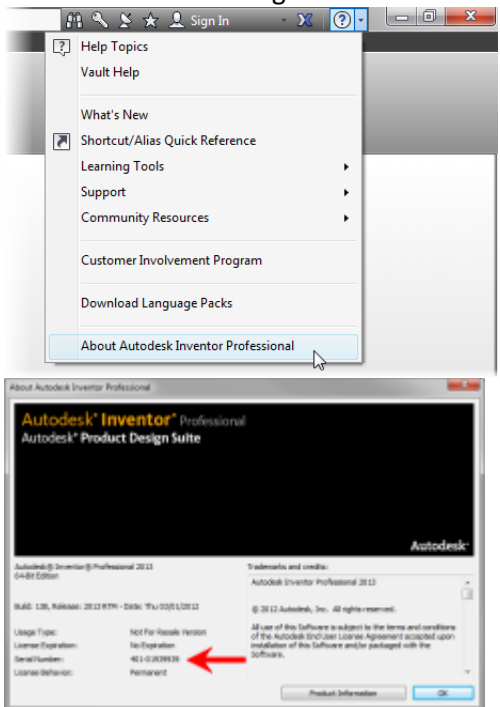 Sign In
Help Topics
Vault Help
What's New
Shortcut/Alias Quick Reference
Learning Tools
Support
Community Resources
Customer Involvement Program
Download Language Packs
About Autodesk Inventor Professional
About Autodesk Inventor Professional
Autodesk® Inventor® Professional
Autodesk® Product Design Suite
Autodesk
Autodesk® Inventor® Professional 2013
64-Bit Edition
Build: 138, Release: 2013 RTM - Date: Thu 03/01/2012
Usage Type: Not For Resale Version
License Expiration: No Expiration
Serial Number:
License Behavior: Permanent
Trademarks and credits:
Autodesk Inventor Professional 2013
© 2012 Autodesk, Inc. All rights reserved.
All use of this Software is subject to the terms and conditions
of the Autodesk End User License Agreement accepted upon
installation of this Software and/or packaged with the
Software.
Product Information
OK